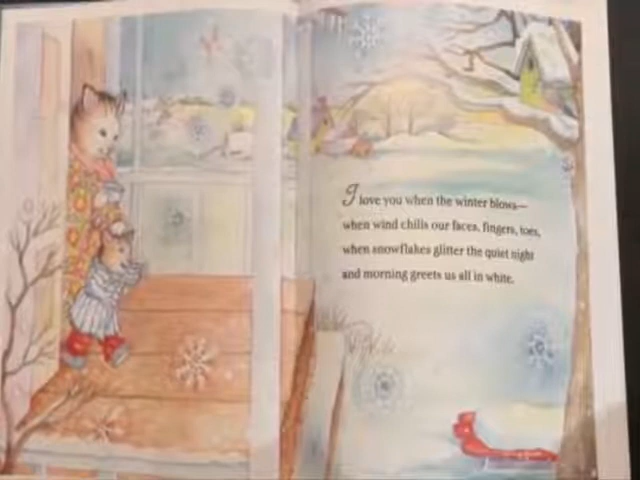 I love you when the winter blows—
when wind chills our faces, fingers, toes,
when snowflakes glitter the quiet night
and morning greets us all in white.